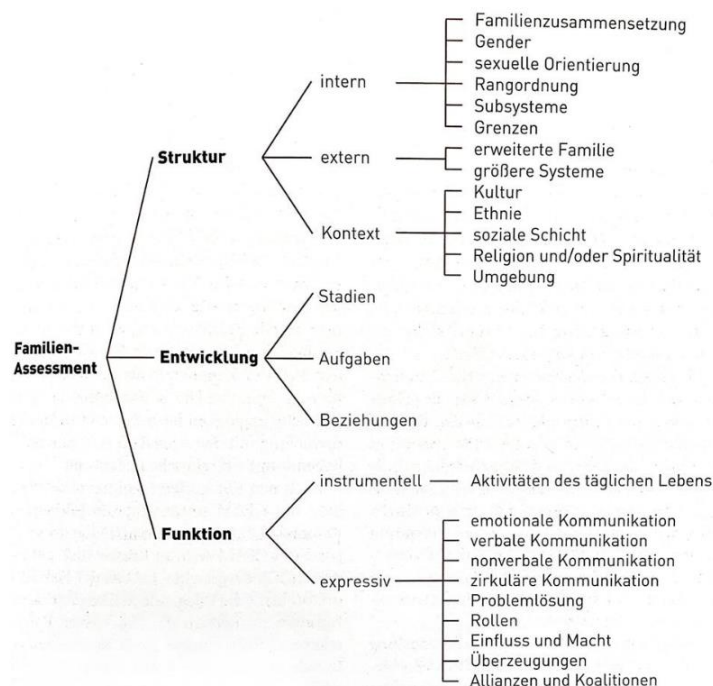 Familienzusammensetzung
Gender
sexuelle Orientierung
intern
Rangordnung
Subsysteme
Grenzen
Struktur
extern
erweiterte Familie
größere Systeme
Kultur
Ethnie
Kontext
soziale Schicht
Religion und/oder Spiritualität
Umgebung
Stadien
Familien-
Assessment
Entwicklung
Aufgaben
Beziehungen
instrumentell
Aktivitäten des täglichen Lebens
Funktion
emotionale Kommunikation
verbale Kommunikation
nonverbale Kommunikation
expressiv
zirkuläre Kommunikation
Problemlösung
Rollen
Einfluss und Macht
Überzeugungen
Allianzen und Koalitionen